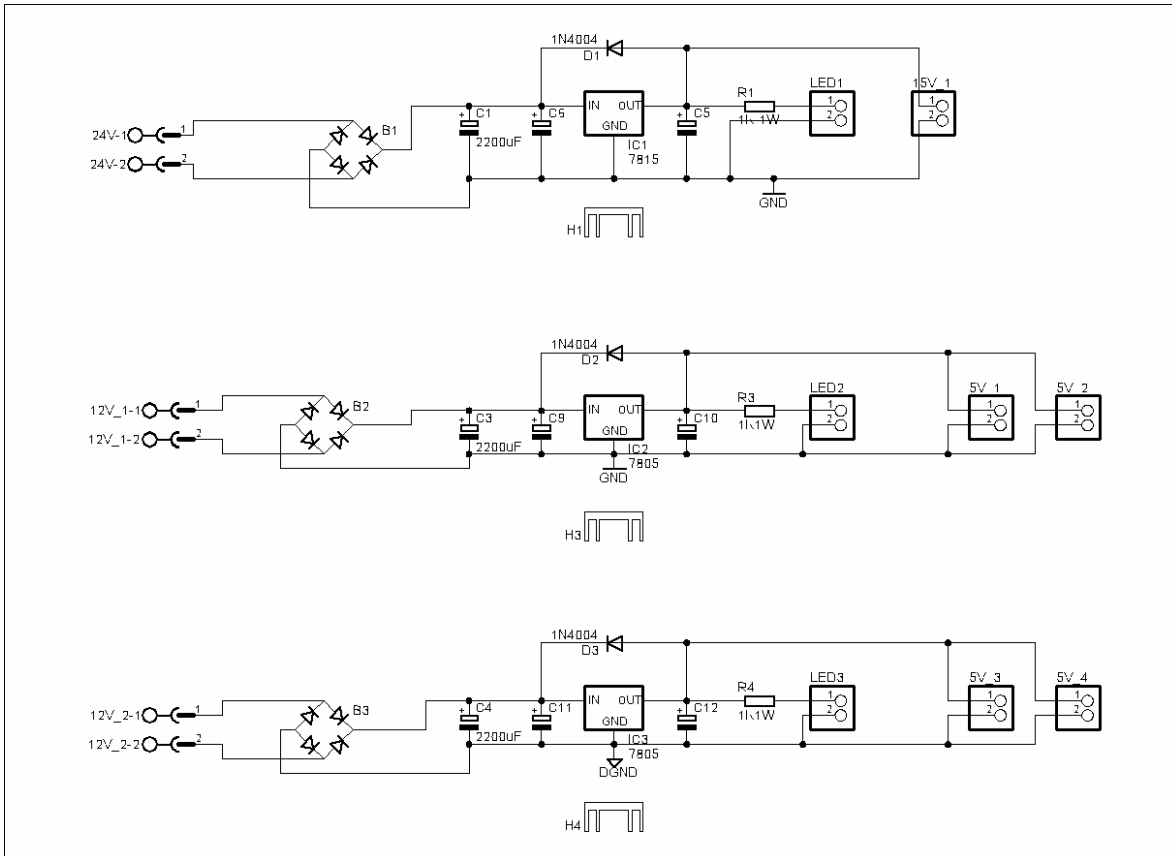 1N4004
D1
LED1
15V_1
24V-1 1
24V-2 2
B1
+ C1
2200uF
+ C6
IN OUT
GND
IC1
7815
+ C5
R1
1k 1W
1
2
1
2
GND
H1
1N4004
D2
LED2
5V_1
5V_2
12V_1-1 1
12V_1-2 2
B2
+ C3
2200uF
+ C9
IN OUT
GND
IC2
7805
+ C10
R3
1k1W
1
2
1
2
1
2
GND
H3
1N4004
D3
LED3
5V_3
5V_4
12V_2-1 1
12V_2-2 2
B3
+ C4
2200uF
+ C11
IN OUT
GND
IC3
7805
+ C12
R4
1k1W
1
2
1
2
1
2
DGND
H4